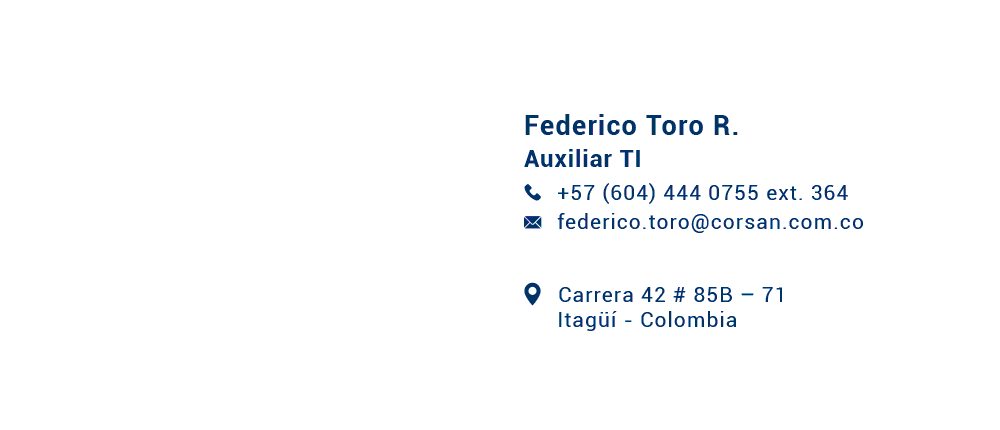 Federico Toro R.
Auxiliar TI
+57 (604) 444 0755 ext. 364
federico.toro@corsan.com.co
Carrera 42 # 85B – 71
Itagüí - Colombia